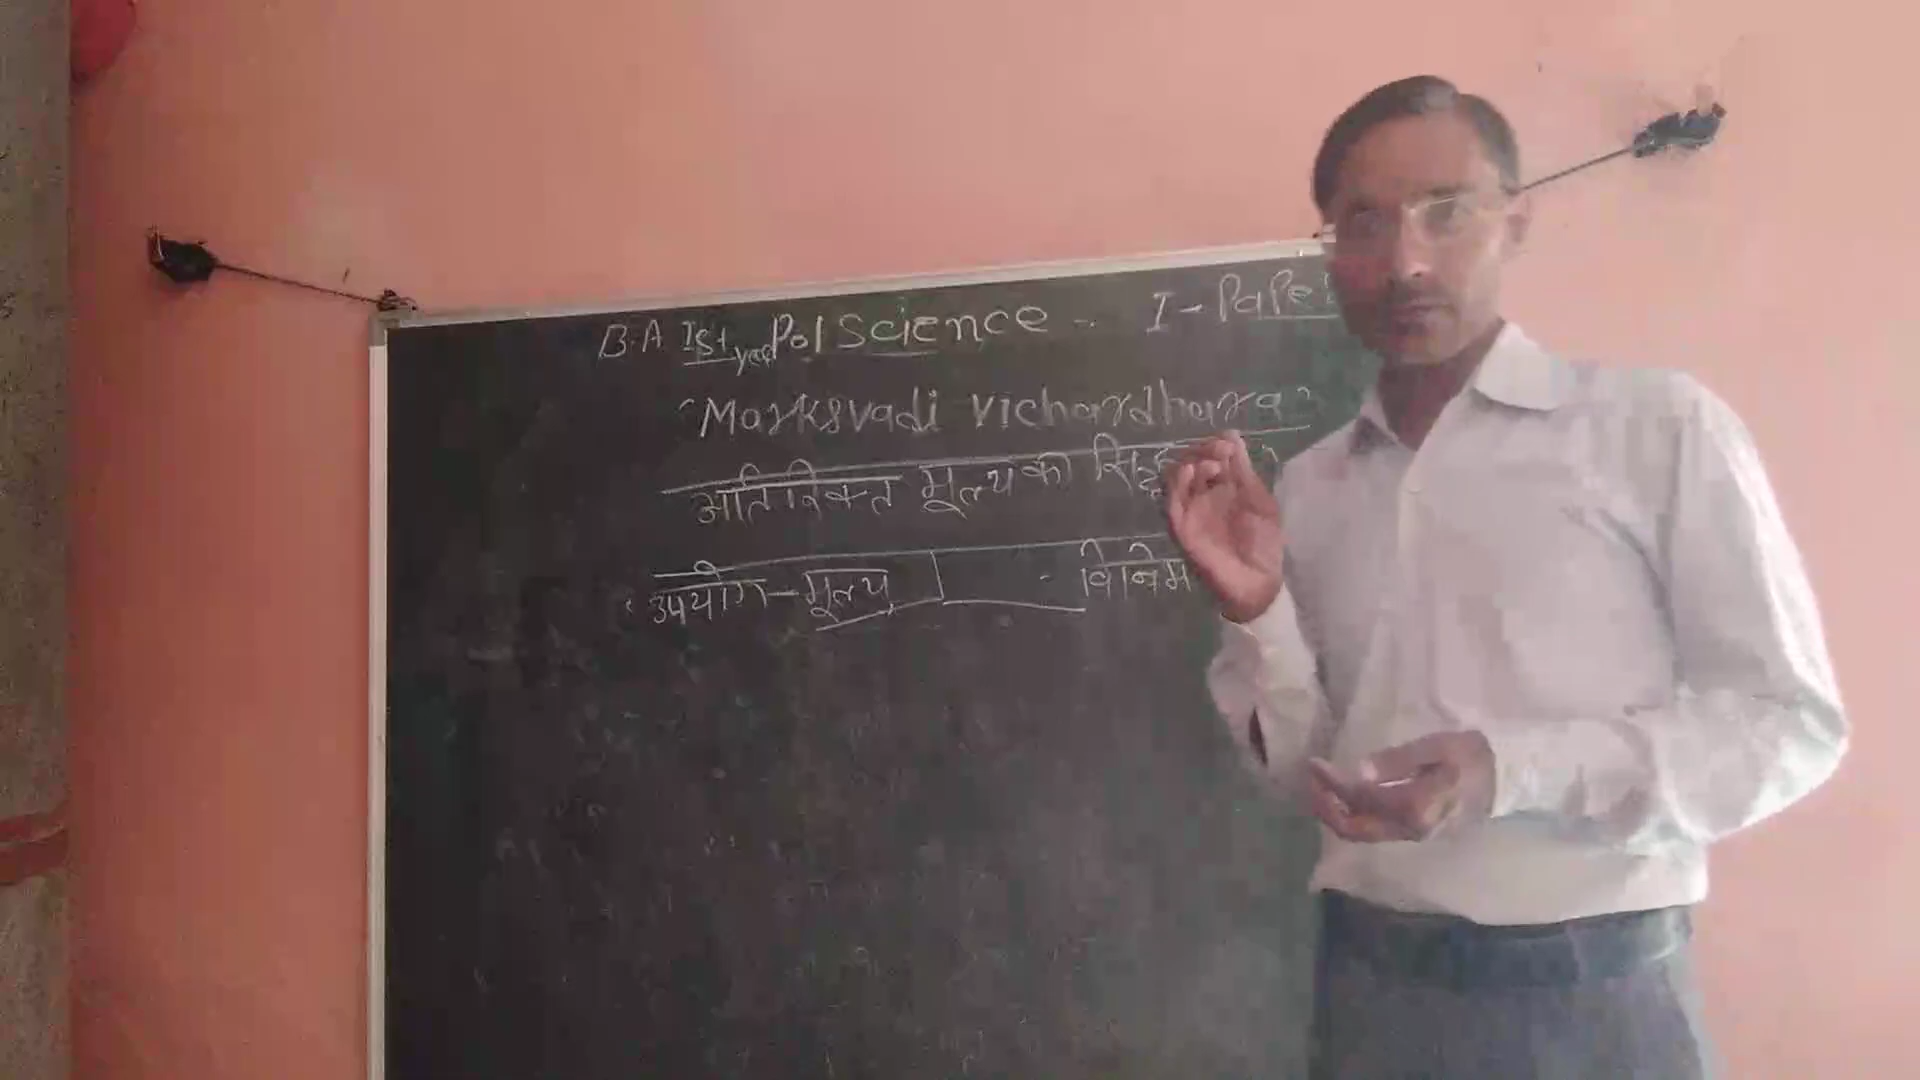 B.A Ist year Pol Science - I - Paper
"Marksvadi Vichardhara"
अतिरिक्त मूल्य का
"उपयोग - मूल्य - विनिम